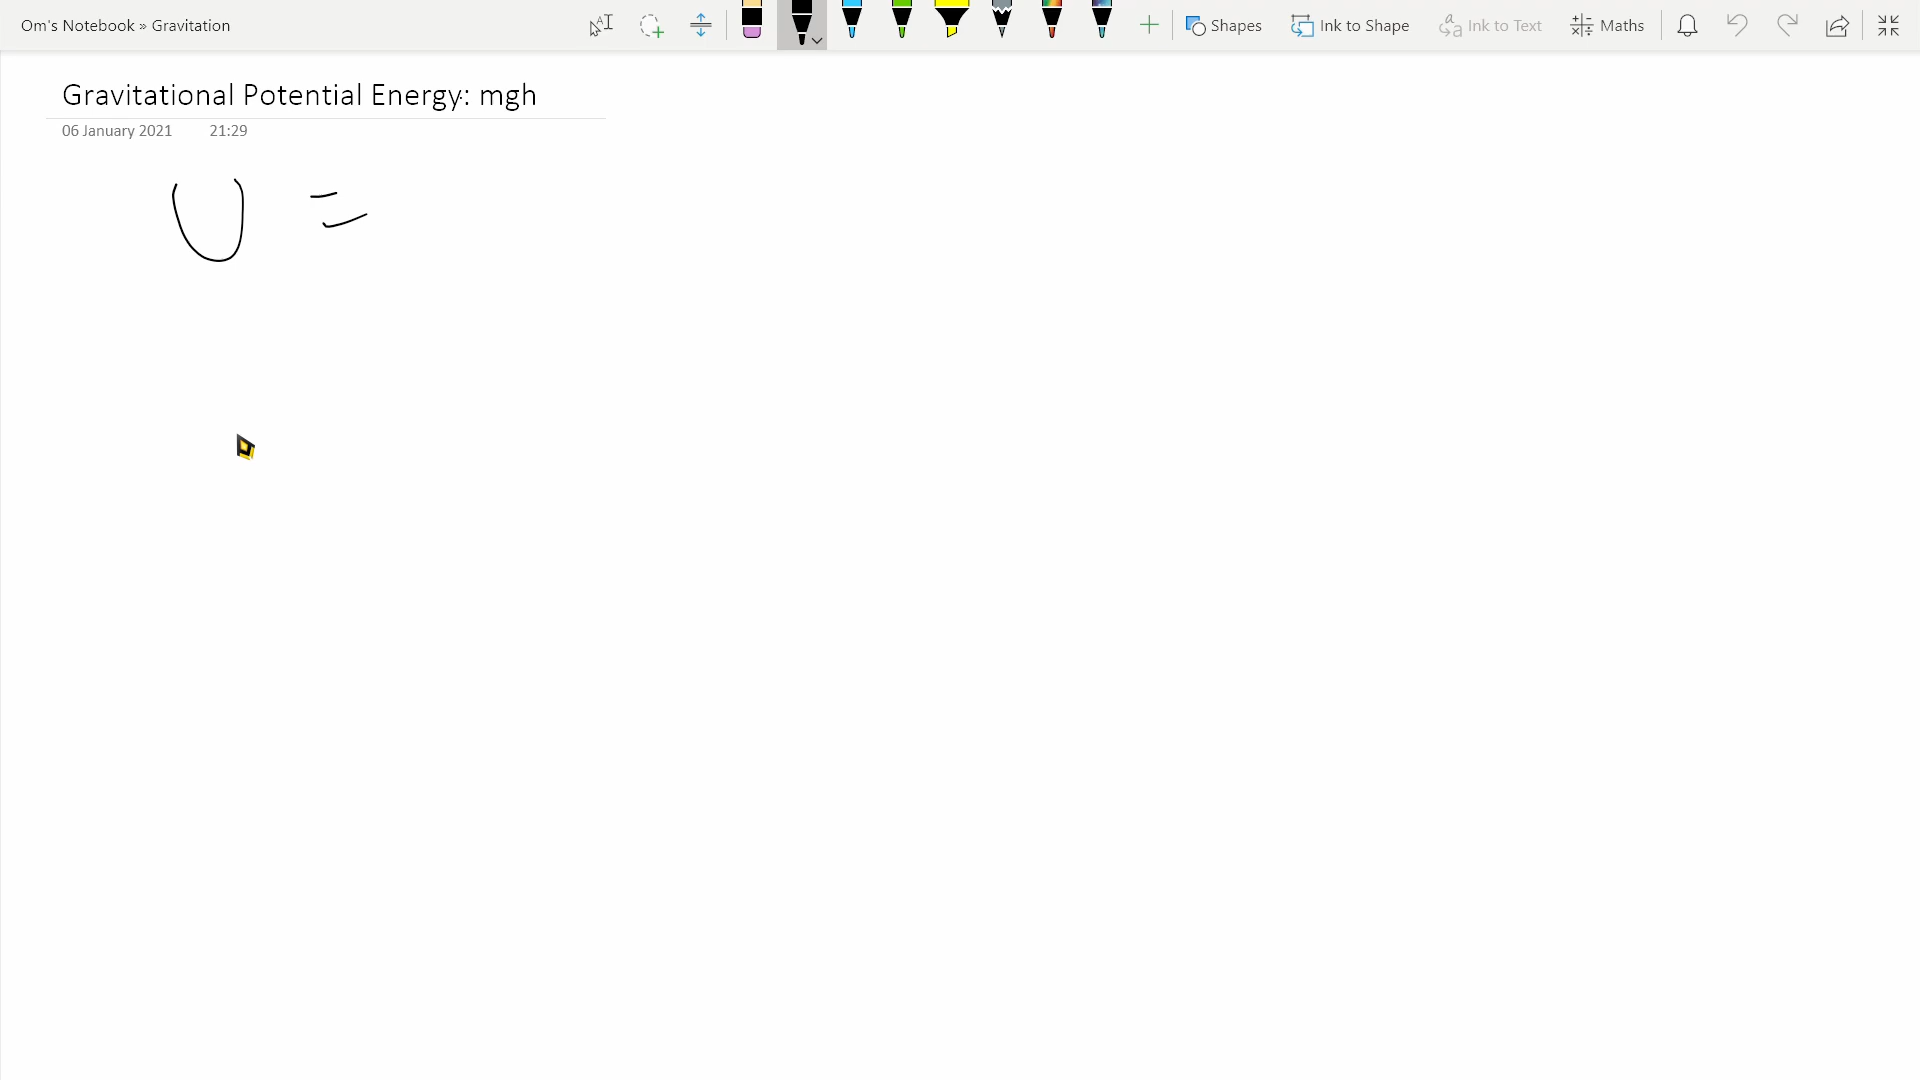 Om's Notebook » Gravitation
Shapes
Ink to Shape
Ink to Text
Maths
Gravitational Potential Energy: mgh
06 January 2021 21:29
U =